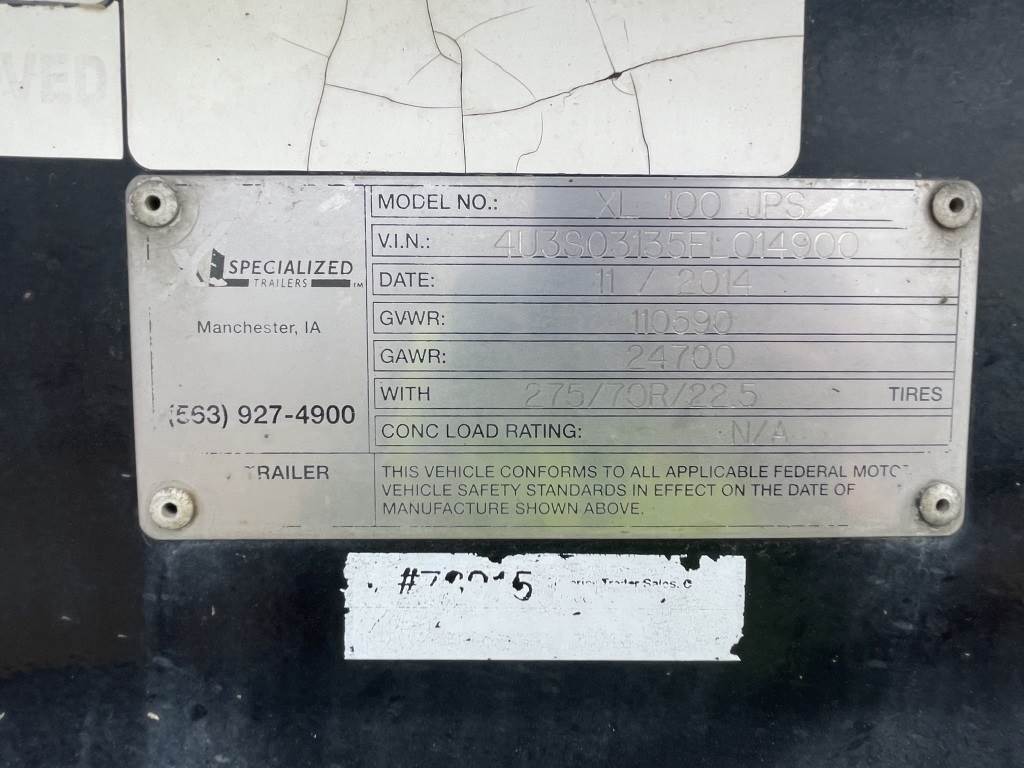 VED
SPECIALIZED
TRAILERS TM
Manchester, IA
(563) 927-4900
TRAILER
MODEL NO.: XL 100 JPS
V.I.N.: 4U3S03135FL014900
DATE: 11 / 2014
GVWR: 110590
GAWR: 24700
WITH 275/70R/22.5 TIRES
CONC LOAD RATING: N/A
THIS VEHICLE CONFORMS TO ALL APPLICABLE FEDERAL MOTOR
VEHICLE SAFETY STANDARDS IN EFFECT ON THE DATE OF
MANUFACTURE SHOWN ABOVE.
Trailer Sales, C